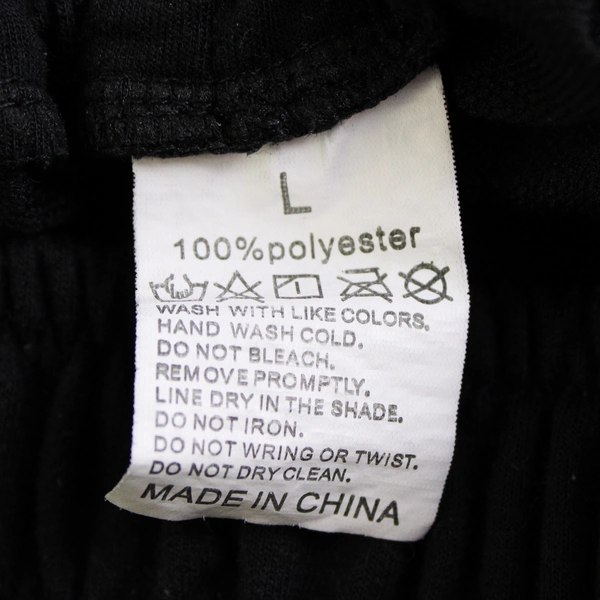 L
100%polyester
WASH WITH LIKE COLORS.
HAND WASH COLD.
DO NOT BLEACH.
REMOVE PROMPTLY.
LINE DRY IN THE SHADE.
DO NOT IRON.
DO NOT WRING OR TWIST.
DO NOT DRY CLEAN.
MADE IN CHINA